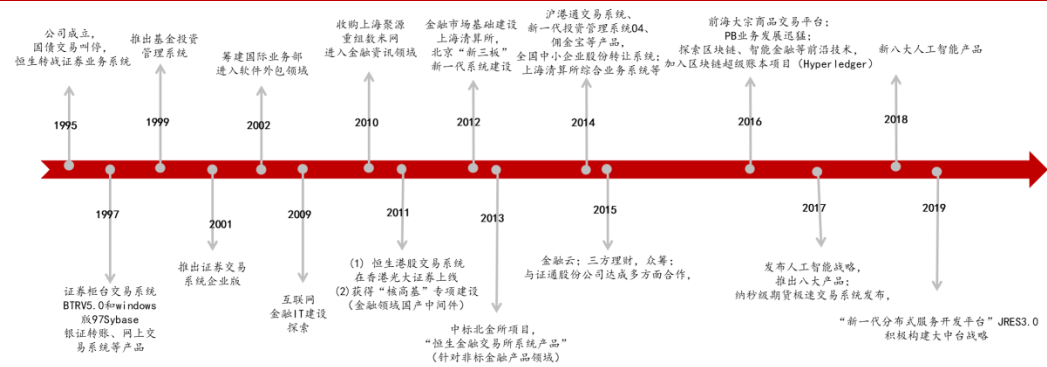 公司成立，
国债交易叫停，
恒生转战证券业务系统
1995
推出基金投资
管理系统
1999
筹建国际业务部
进入软件外包领域
2002
收购上海聚源
重组数米网
进入金融资讯领域
2010
金融市场基础建设
上海清算所，
北京“新三板”
新一代系统建设
2012
沪港通交易系统、
新一代投资管理系统O4、
佣金宝等产品，
全国中小企业股份转让系统；
上海清算所综合业务系统等
2014
前海大宗商品交易平台；
PB业务发展迅猛；
探索区块链、智能金融等前沿技术，
加入区块链超级账本项目（Hyperledger）
2016
新八大人工智能产品
2018
1997
证券柜台交易系统
BTRV5.0和windows
版97Sybase
银证转账、网上交
易系统等产品
2001
推出证券交易
系统企业版
2009
互联网
金融IT建设
探索
2011
(1) 恒生港股交易系统
在香港光大证券上线
(2)获得“核高基”专项建设
(金融领域国产中间件)
2013
中标北金所项目，
“恒生金融交易所系统产品”
(针对非标金融产品领域)
2015
金融云；三方理财，众筹；
与证通股份公司达成多方面合作，
2017
发布人工智能战略，
推出八大产品；
纳秒级期货极速交易系统发布，
2019
“新一代分布式服务开发平台”JRES3.0
积极构建大中台战略